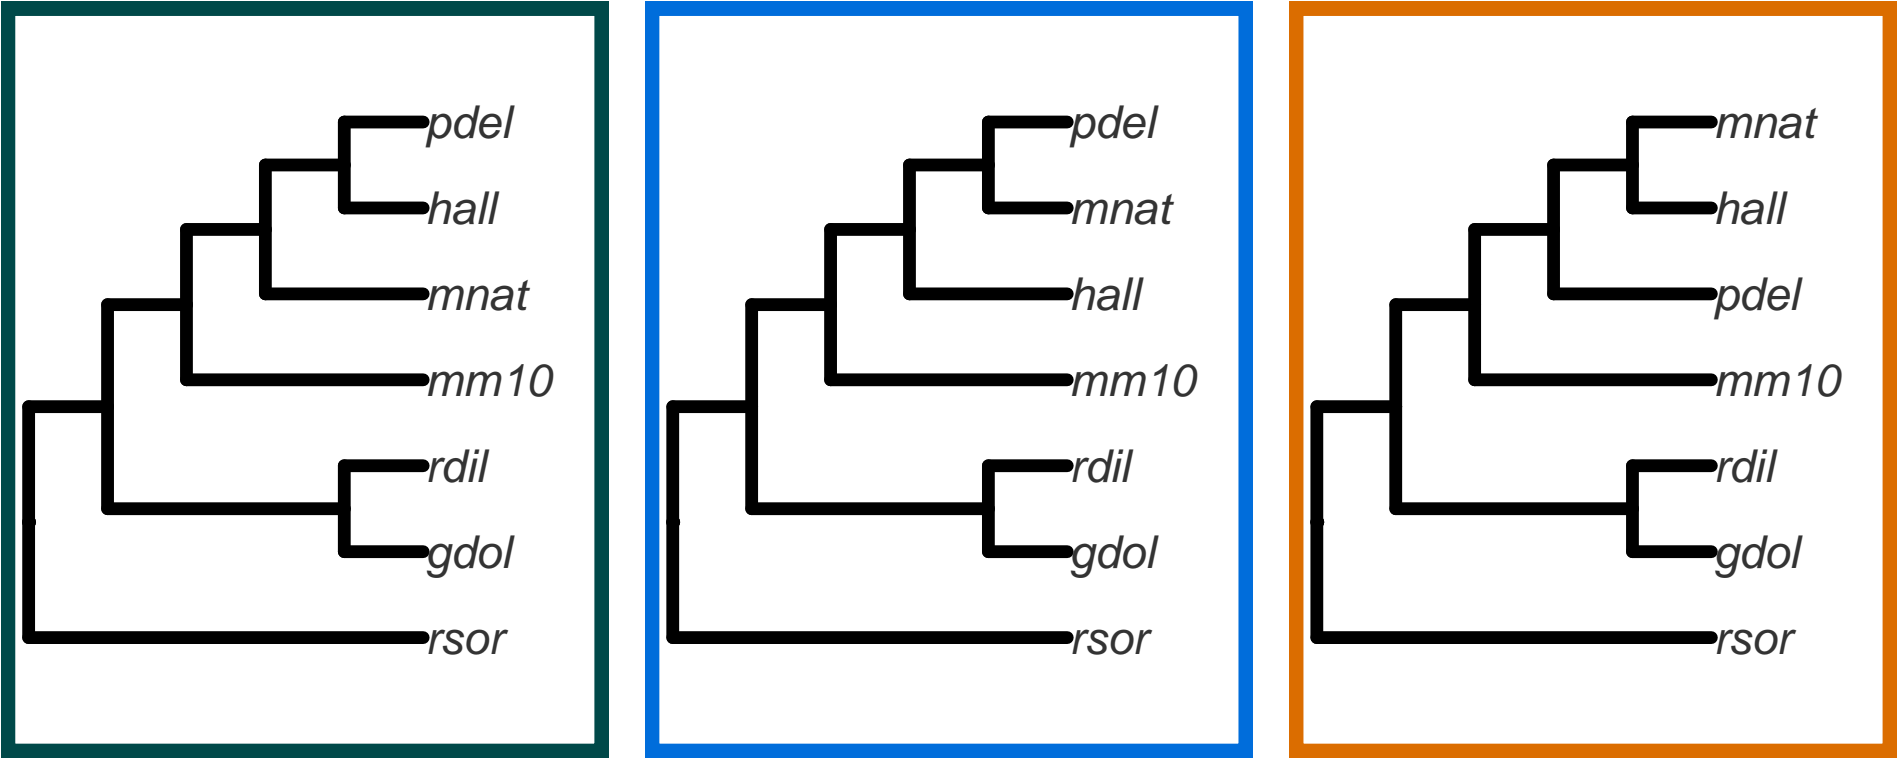 pdel
hall
mnat
mm10
rdil
gdol
rsor
pdel
mnat
hall
mm10
rdil
gdol
rsor
mnat
hall
pdel
mm10
rdil
gdol
rsor